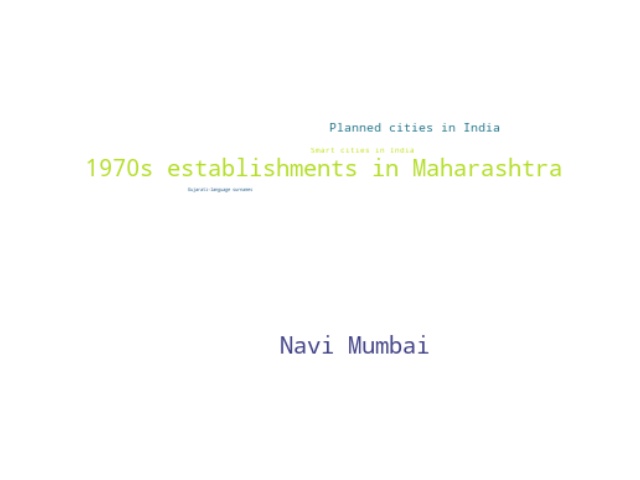 Planned cities in India
Smart cities in India
1970s establishments in Maharashtra
Gujarati-language surnames
Navi Mumbai